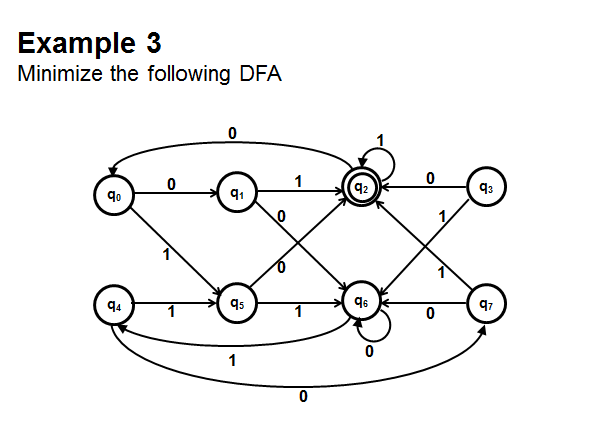 Example 3
Minimize the following DFA
0
1
q0 0 q1 1 q2 0 q3
0 1
1
0 1
q4 1 q5 1 q6 0 q7
1 0
0